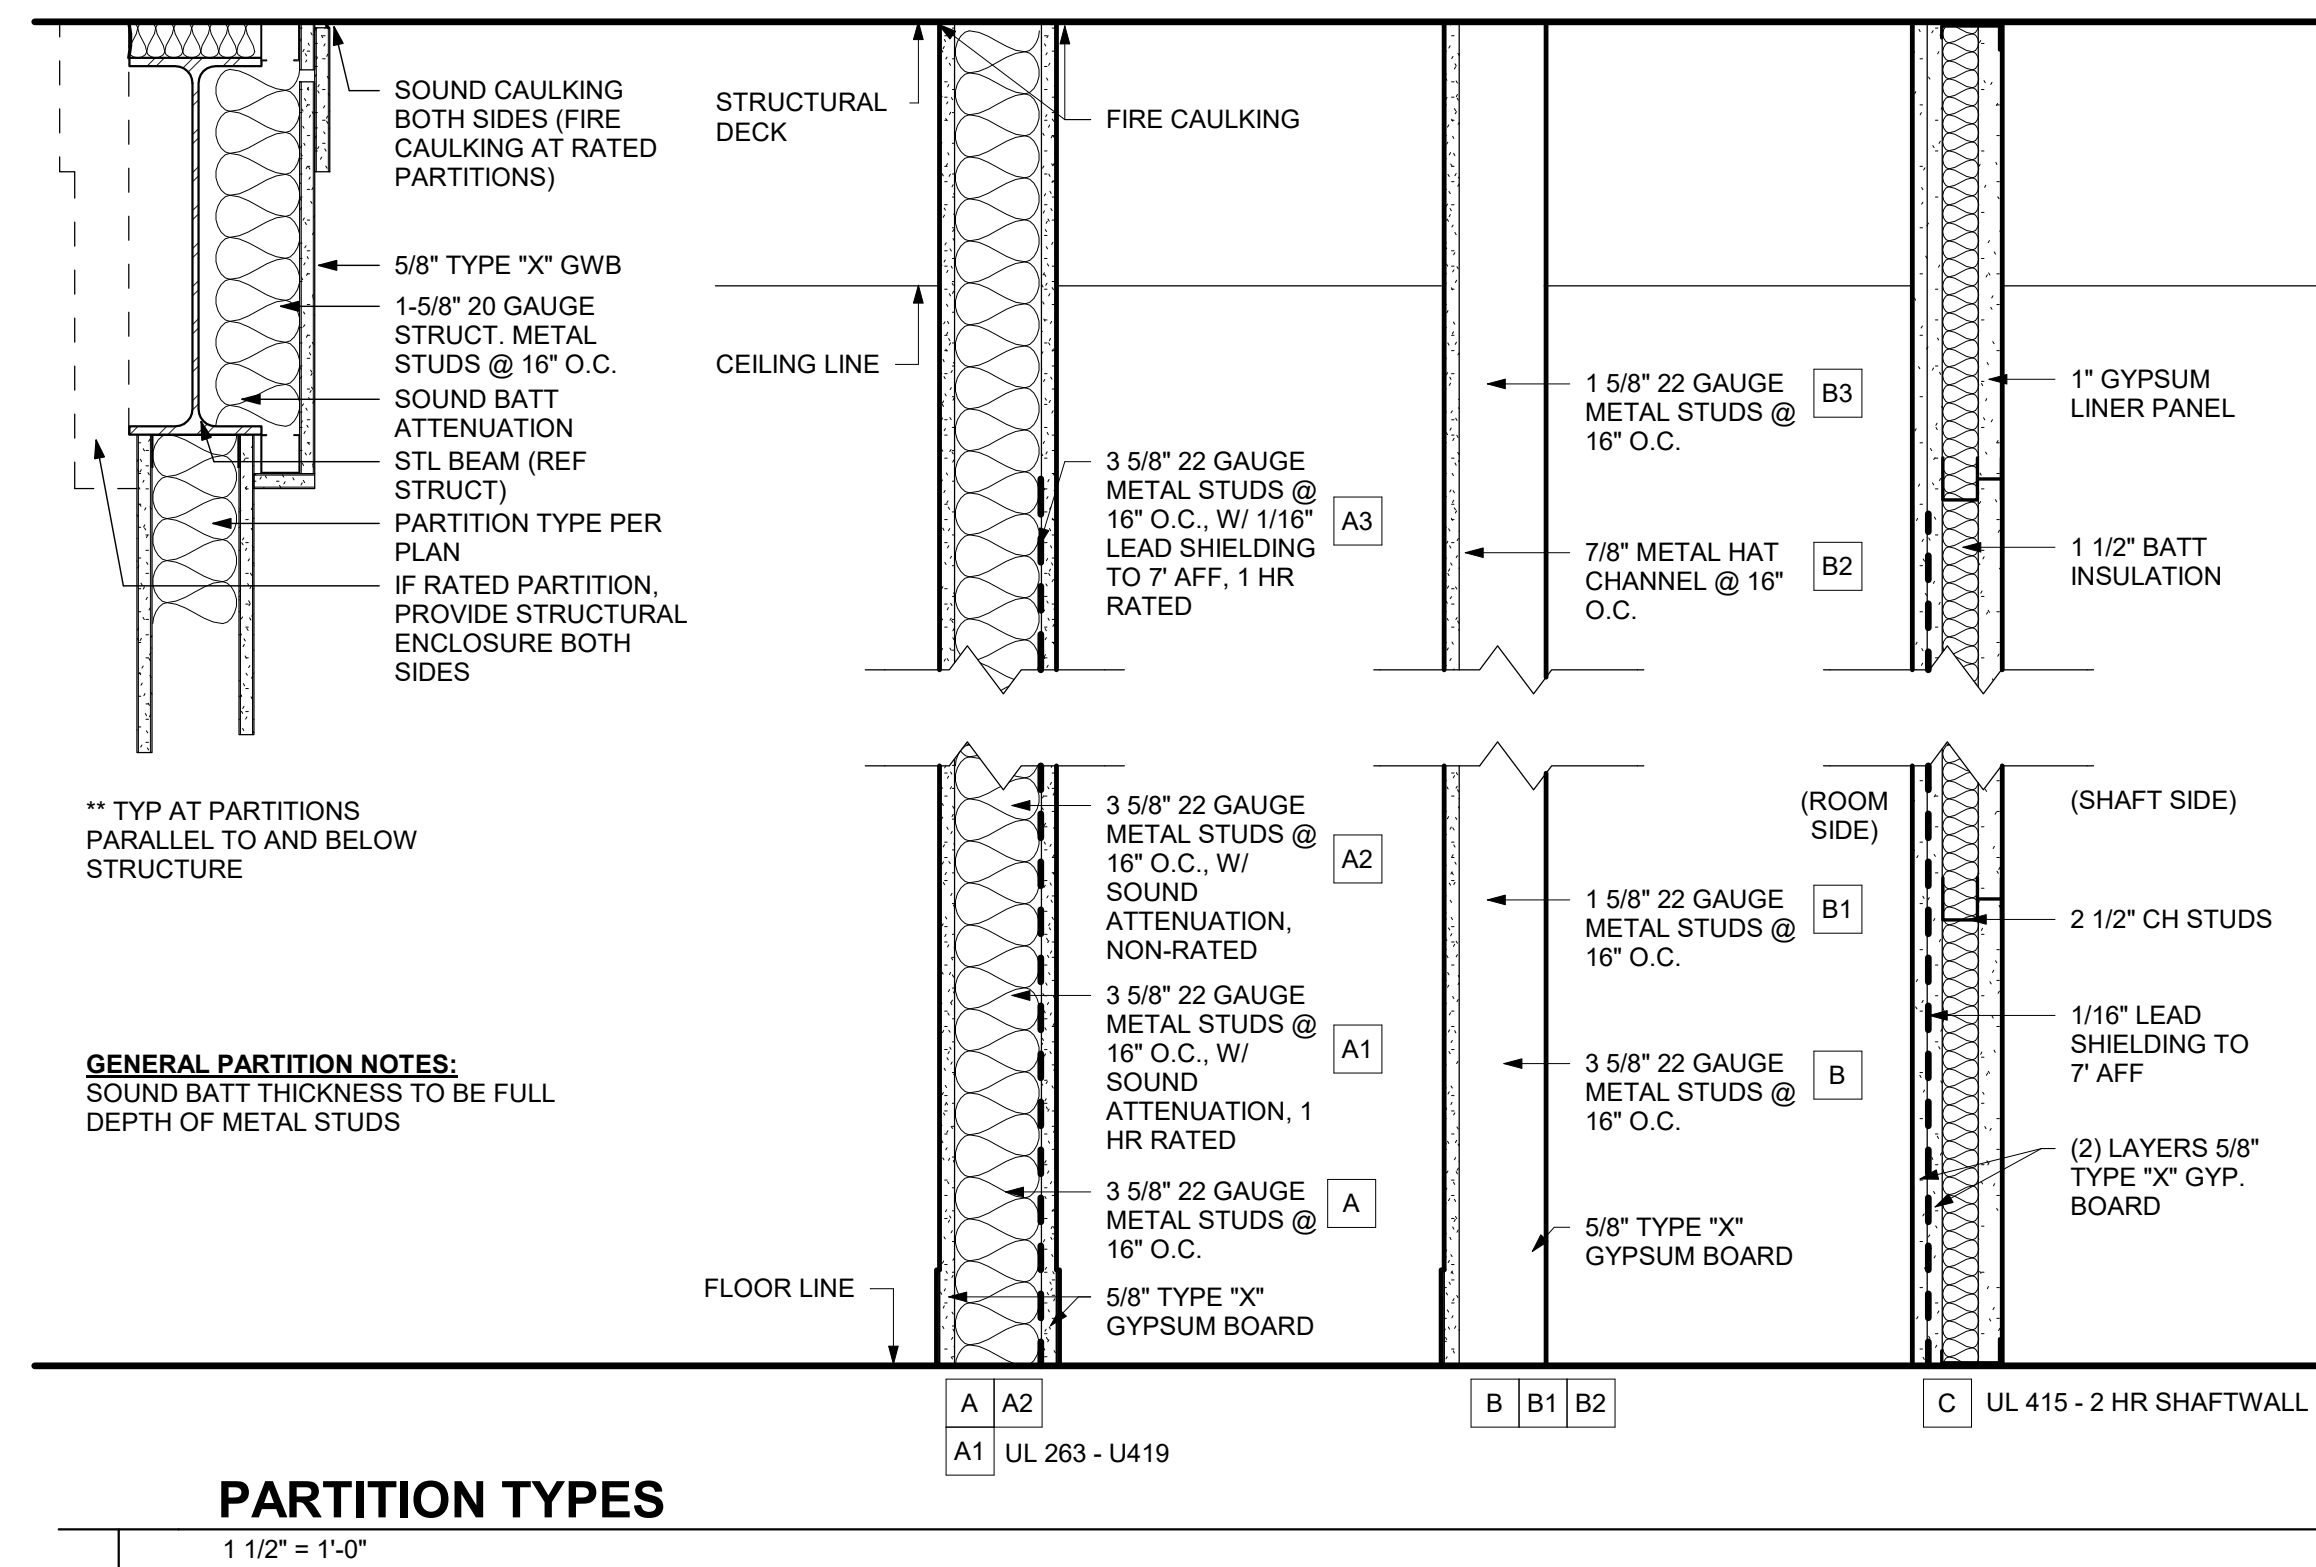 SOUND CAULKING
BOTH SIDES (FIRE
CAULKING AT RATED
PARTITIONS)
5/8" TYPE "X" GWB
1-5/8" 20 GAUGE
STRUCT. METAL
STUDS @ 16" O.C.
SOUND BATT
ATTENUATION
STL BEAM (REF
STRUCT)
PARTITION TYPE PER
PLAN
IF RATED PARTITION,
PROVIDE STRUCTURAL
ENCLOSURE BOTH
SIDES
** TYP AT PARTITIONS
PARALLEL TO AND BELOW
STRUCTURE
GENERAL PARTITION NOTES:
SOUND BATT THICKNESS TO BE FULL
DEPTH OF METAL STUDS
STRUCTURAL
DECK
FIRE CAULKING
CEILING LINE
3 5/8" 22 GAUGE
METAL STUDS @
16" O.C., W/ 1/16"
LEAD SHIELDING
TO 7' AFF, 1 HR
RATED
A3
3 5/8" 22 GAUGE
METAL STUDS @
16" O.C., W/
SOUND
ATTENUATION,
NON-RATED
A2
3 5/8" 22 GAUGE
METAL STUDS @
16" O.C., W/
SOUND
ATTENUATION, 1
HR RATED
A1
3 5/8" 22 GAUGE
METAL STUDS @
16" O.C.
A
5/8" TYPE "X"
GYPSUM BOARD
FLOOR LINE
A A2
A1 UL 263 - U419
1 5/8" 22 GAUGE
METAL STUDS @
16" O.C.
B3
7/8" METAL HAT
CHANNEL @ 16"
O.C.
B2
1 5/8" 22 GAUGE
METAL STUDS @
16" O.C.
B1
3 5/8" 22 GAUGE
METAL STUDS @
16" O.C.
B
5/8" TYPE "X"
GYPSUM BOARD
B B1 B2
1" GYPSUM
LINER PANEL
1 1/2" BATT
INSULATION
(ROOM
SIDE)
(SHAFT SIDE)
2 1/2" CH STUDS
1/16" LEAD
SHIELDING TO
7' AFF
(2) LAYERS 5/8"
TYPE "X" GYP.
BOARD
C UL 415 - 2 HR SHAFTWALL
PARTITION TYPES
1 1/2" = 1'-0"